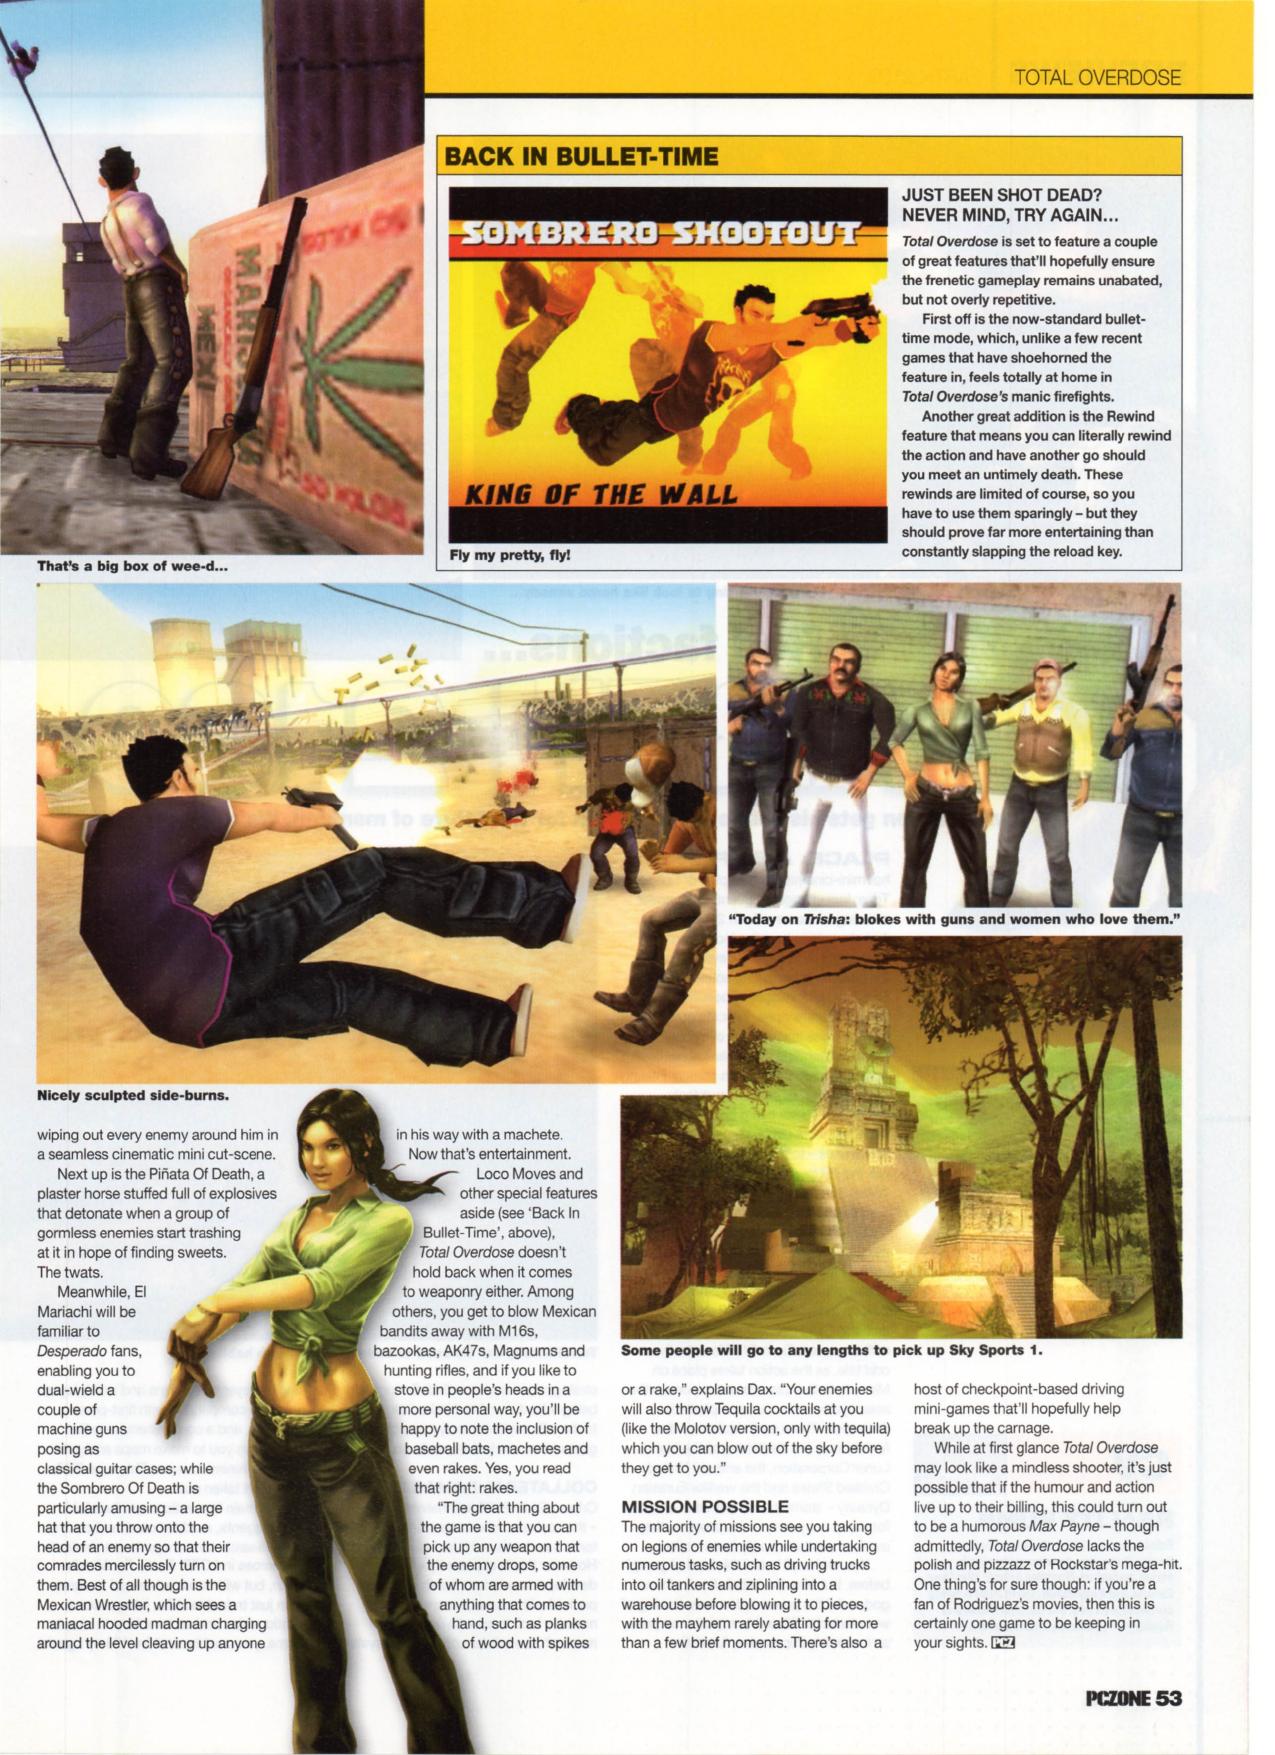 TOTAL OVERDOSE
BACK IN BULLET-TIME
SOMBRERO SHOOTOUT
KING OF THE WALL
Fly my pretty, fly!
JUST BEEN SHOT DEAD?
NEVER MIND, TRY AGAIN...
Total Overdose is set to feature a couple
of great features that'll hopefully ensure
the frenetic gameplay remains unabated,
but not overly repetitive.
First off is the now-standard bullet-
time mode, which, unlike a few recent
games that have shoehorned the
feature in, feels totally at home in
Total Overdose's manic firefights.
Another great addition is the Rewind
feature that means you can literally rewind
the action and have another go should
you meet an untimely death. These
rewinds are limited of course, so you
have to use them sparingly – but they
should prove far more entertaining than
constantly slapping the reload key.
That's a big box of wee-d...
"Today on Trisha: blokes with guns and women who love them."
Nicely sculpted side-burns.
Some people will go to any lengths to pick up Sky Sports 1.
wiping out every enemy around him in
a seamless cinematic mini cut-scene.
Next up is the Piñata Of Death, a
plaster horse stuffed full of explosives
that detonate when a group of
gormless enemies start trashing
at it in hope of finding sweets.
The twats.
Meanwhile, El
Mariachi will be
familiar to
Desperado fans,
enabling you to
dual-wield a
couple of
machine guns
posing as
classical guitar cases; while
the Sombrero Of Death is
particularly amusing – a large
hat that you throw onto the
head of an enemy so that their
comrades mercilessly turn on
them. Best of all though is the
Mexican Wrestler, which sees a
maniacal hooded madman charging
around the level cleaving up anyone
in his way with a machete.
Now that's entertainment.
Loco Moves and
other special features
aside (see 'Back In
Bullet-Time', above),
Total Overdose doesn't
hold back when it comes
to weaponry either. Among
others, you get to blow Mexican
bandits away with M16s,
bazookas, AK47s, Magnums and
hunting rifles, and if you like to
stove in people's heads in a
more personal way, you'll be
happy to note the inclusion of
baseball bats, machetes and
even rakes. Yes, you read
that right: rakes.
"The great thing about
the game is that you can
pick up any weapon that
the enemy drops, some
of whom are armed with
anything that comes to
hand, such as planks
of wood with spikes
or a rake," explains Dax. "Your enemies
will also throw Tequila cocktails at you
(like the Molotov version, only with tequila)
which you can blow out of the sky before
they get to you."
MISSION POSSIBLE
The majority of missions see you taking
on legions of enemies while undertaking
numerous tasks, such as driving trucks
into oil tankers and ziplining into a
warehouse before blowing it to pieces,
with the mayhem rarely abating for more
than a few brief moments. There's also a
host of checkpoint-based driving
mini-games that'll hopefully help
break up the carnage.
While at first glance Total Overdose
may look like a mindless shooter, it's just
possible that if the humour and action
live up to their billing, this could turn out
to be a humorous Max Payne – though
admittedly, Total Overdose lacks the
polish and pizzazz of Rockstar's mega-hit.
One thing's for sure though: if you're a
fan of Rodriguez's movies, then this is
certainly one game to be keeping in
your sights. PCZ
PCZONE 53